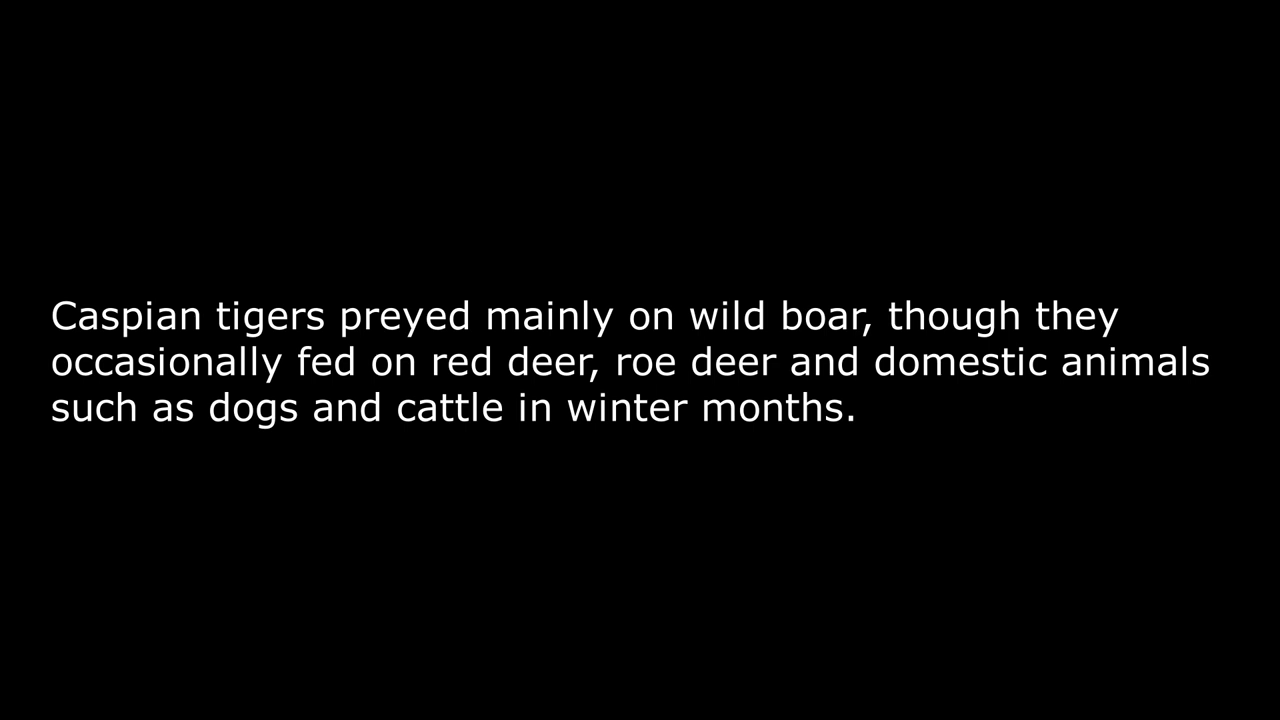 Caspian tigers preyed mainly on wild boar, though they
occasionally fed on red deer, roe deer and domestic animals
such as dogs and cattle in winter months.